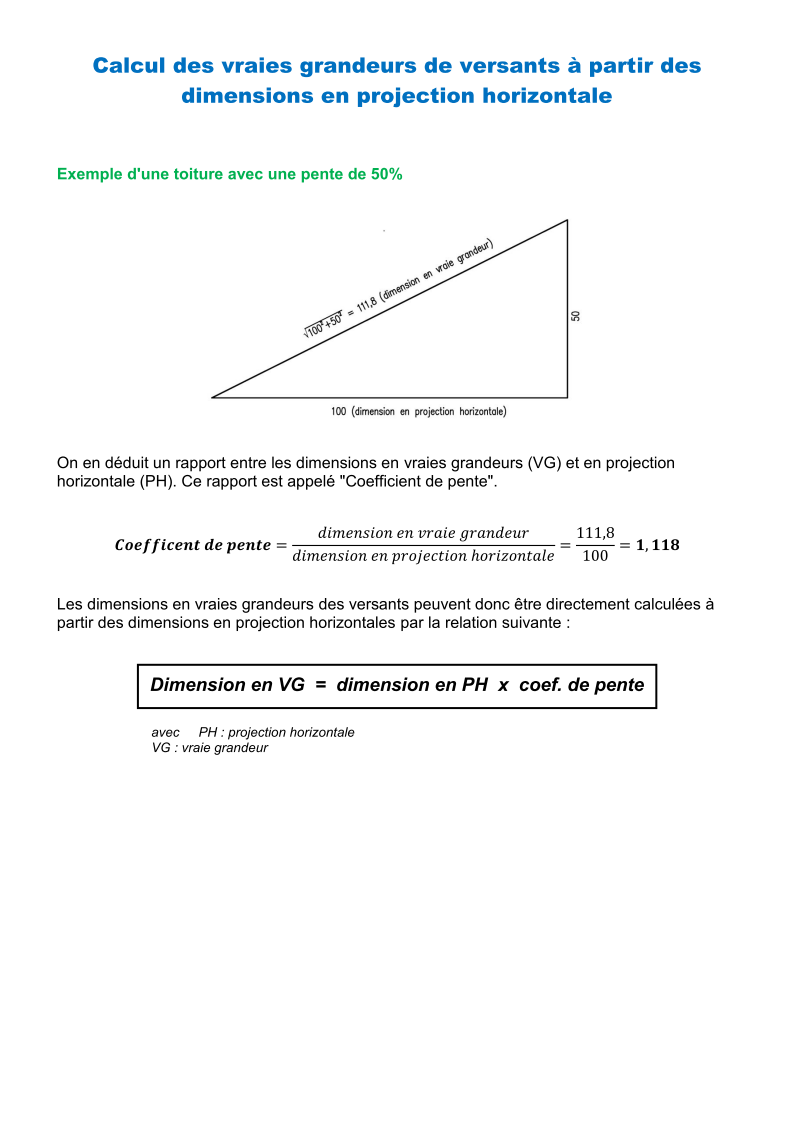 Calcul des vraies grandeurs de versants à partir des
dimensions en projection horizontale
Exemple d'une toiture avec une pente de 50%
√100²+50² = 111,8 (dimension en vraie grandeur)
50
100 (dimension en projection horizontale)
On en déduit un rapport entre les dimensions en vraies grandeurs (VG) et en projection
horizontale (PH). Ce rapport est appelé "Coefficient de pente".
Coefficent de pente = dimension en vraie grandeur / dimension en projection horizontale = 111,8 / 100 = 1,118
Les dimensions en vraies grandeurs des versants peuvent donc être directement calculées à
partir des dimensions en projection horizontales par la relation suivante :
Dimension en VG = dimension en PH x coef. de pente
avec PH : projection horizontale
VG : vraie grandeur